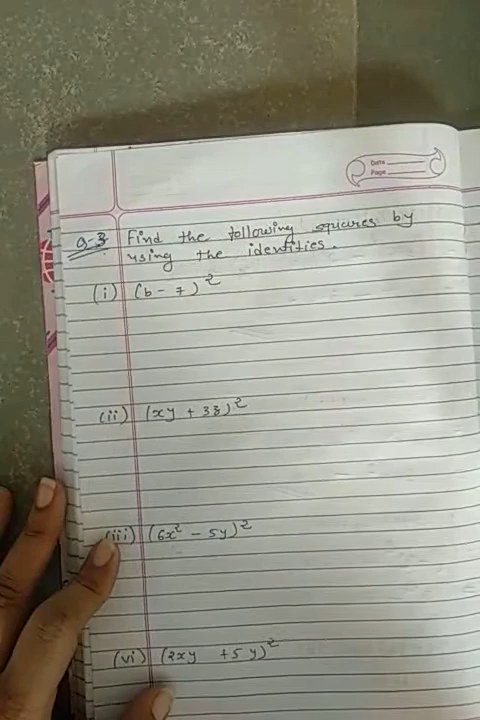 Date
Page
Q-3 Find the following squares by
using the identities.
(i) (b - 7)²
(ii) (xy + 3z)²
(iii) (6x² - 5y)²
(vi) (2xy + 5y)²